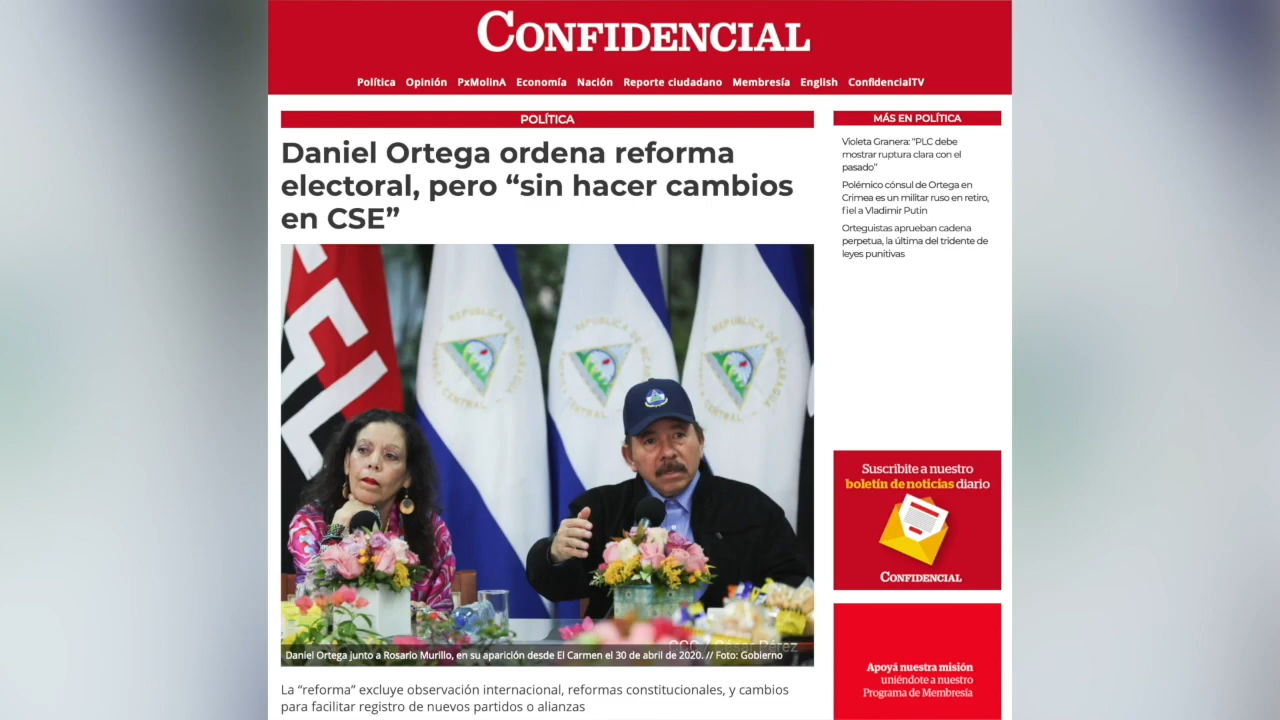 CONFIDENCIAL
Política Opinión PxMolinA Economía Nación Reporte ciudadano Membresía English ConfidencialTV
POLÍTICA
Daniel Ortega ordena reforma
electoral, pero “sin hacer cambios
en CSE”
REPUBLICA DE NICARAGUA
AMERICA CENTRAL
Daniel Ortega junto a Rosario Murillo, en su aparición desde El Carmen el 30 de abril de 2020. // Foto: Gobierno
La “reforma” excluye observación internacional, reformas constitucionales, y cambios
para facilitar registro de nuevos partidos o alianzas
MÁS EN POLÍTICA
Violeta Granera: "PLC debe
mostrar ruptura clara con el
pasado"
Polémico cónsul de Ortega en
Crimea es un militar ruso en retiro,
fiel a Vladimir Putin
Orteguistas aprueban cadena
perpetua, la última del tridente de
leyes punitivas
Suscribite a nuestro
boletín de noticias diario
CONFIDENCIAL
Apoyá nuestra misión
uniéndote a nuestro
Programa de Membresía